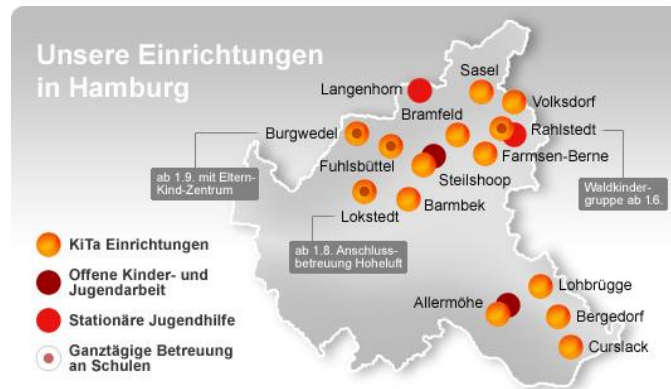 Unsere Einrichtungen
in Hamburg
Sasel
Langenhorn
Volksdorf
Bramfeld
Burgwedel
Rahlstedt
ab 1.9. mit Eltern-
Kind-Zentrum
Fuhlsbüttel
Farmsen-Berne
Steilshoop
Waldkinder-
gruppe ab 1.6.
Lokstedt
Barmbek
ab 1.8. Anschluss-
betreuung Hoheluft
KiTa Einrichtungen
Offene Kinder- und
Jugendarbeit
Stationäre Jugendhilfe
Ganztägige Betreuung
an Schulen
Lohbrügge
Allermöhe
Bergedorf
Curslack